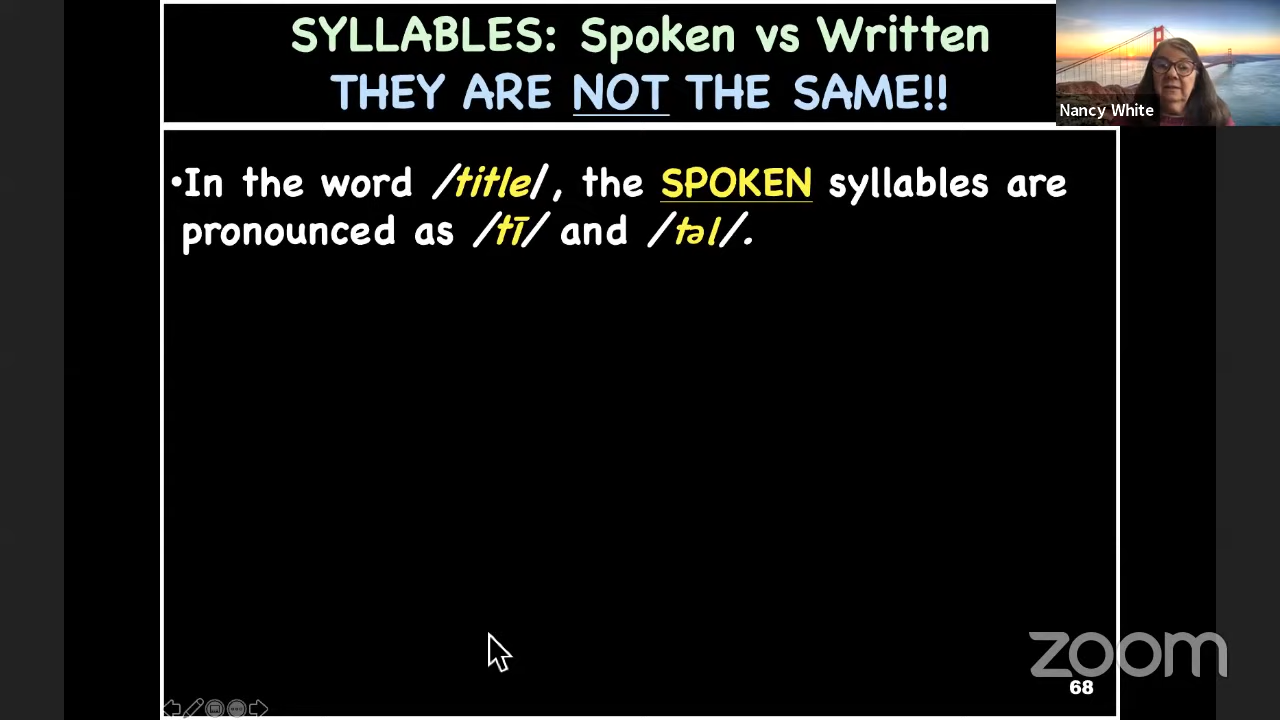 SYLLABLES: Spoken vs Written
THEY ARE NOT THE SAME!!
Nancy White
•In the word /title/, the SPOKEN syllables are
pronounced as /tī/ and /təl/.
zoom
68